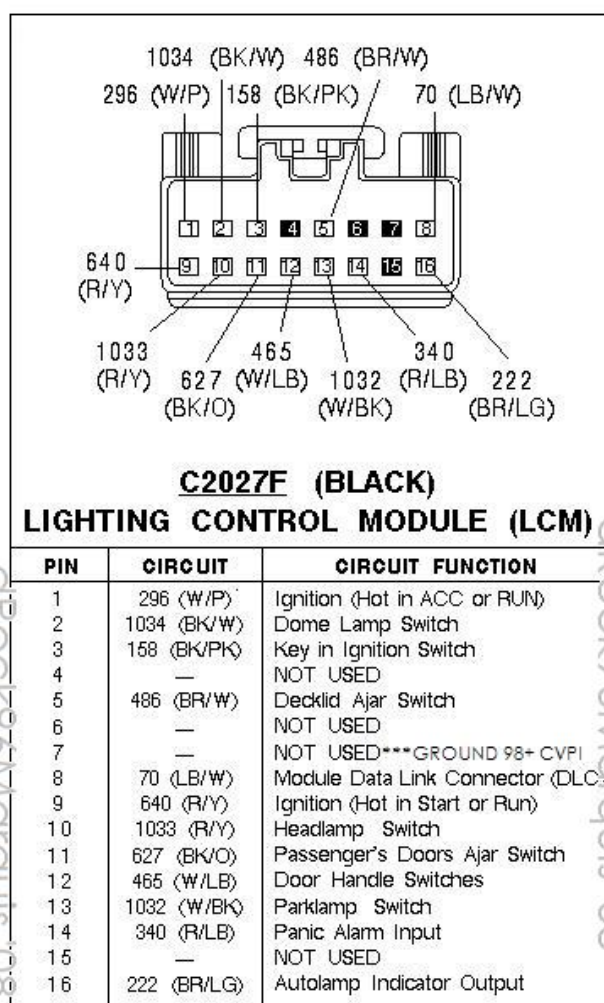 1034 (BK/W) 486 (BR/W)
296 (W/P) 158 (BK/PK) 70 (LB/W)
1 2 3 4 5 6 7 8
640 9 10 11 12 13 14 15 16
(R/Y)
1033 465 340
(R/Y) 627 (W/LB) 1032 (R/LB) 222
(BK/O) (W/BK) (BR/LG)
C2027F (BLACK)
LIGHTING CONTROL MODULE (LCM)
PIN CIRCUIT CIRCUIT FUNCTION
1 296 (W/P) Ignition (Hot in ACC or RUN)
2 1034 (BK/W) Dome Lamp Switch
3 158 (BK/PK) Key in Ignition Switch
4 — NOT USED
5 486 (BR/W) Decklid Ajar Switch
6 — NOT USED
7 — NOT USED***GROUND 98+ CVPI
8 70 (LB/W) Module Data Link Connector (DLC
9 640 (R/Y) Ignition (Hot in Start or Run)
10 1033 (R/Y) Headlamp Switch
11 627 (BK/O) Passenger's Doors Ajar Switch
12 465 (W/LB) Door Handle Switches
13 1032 (W/BK) Parklamp Switch
14 340 (R/LB) Panic Alarm Input
15 — NOT USED
16 222 (BR/LG) Autolamp Indicator Output